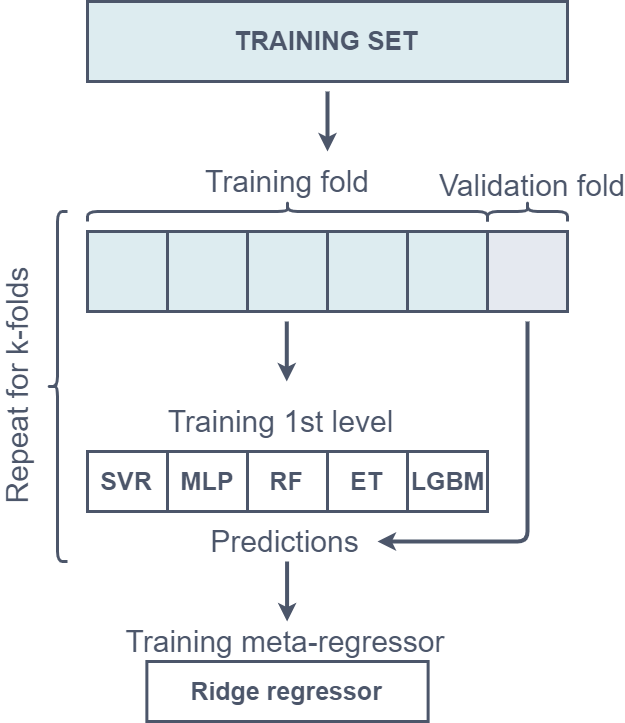 TRAINING SET
Training fold
Validation fold
Repeat for k-folds
Training 1st level
SVR
MLP
RF
ET
LGBM
Predictions
Training meta-regressor
Ridge regressor